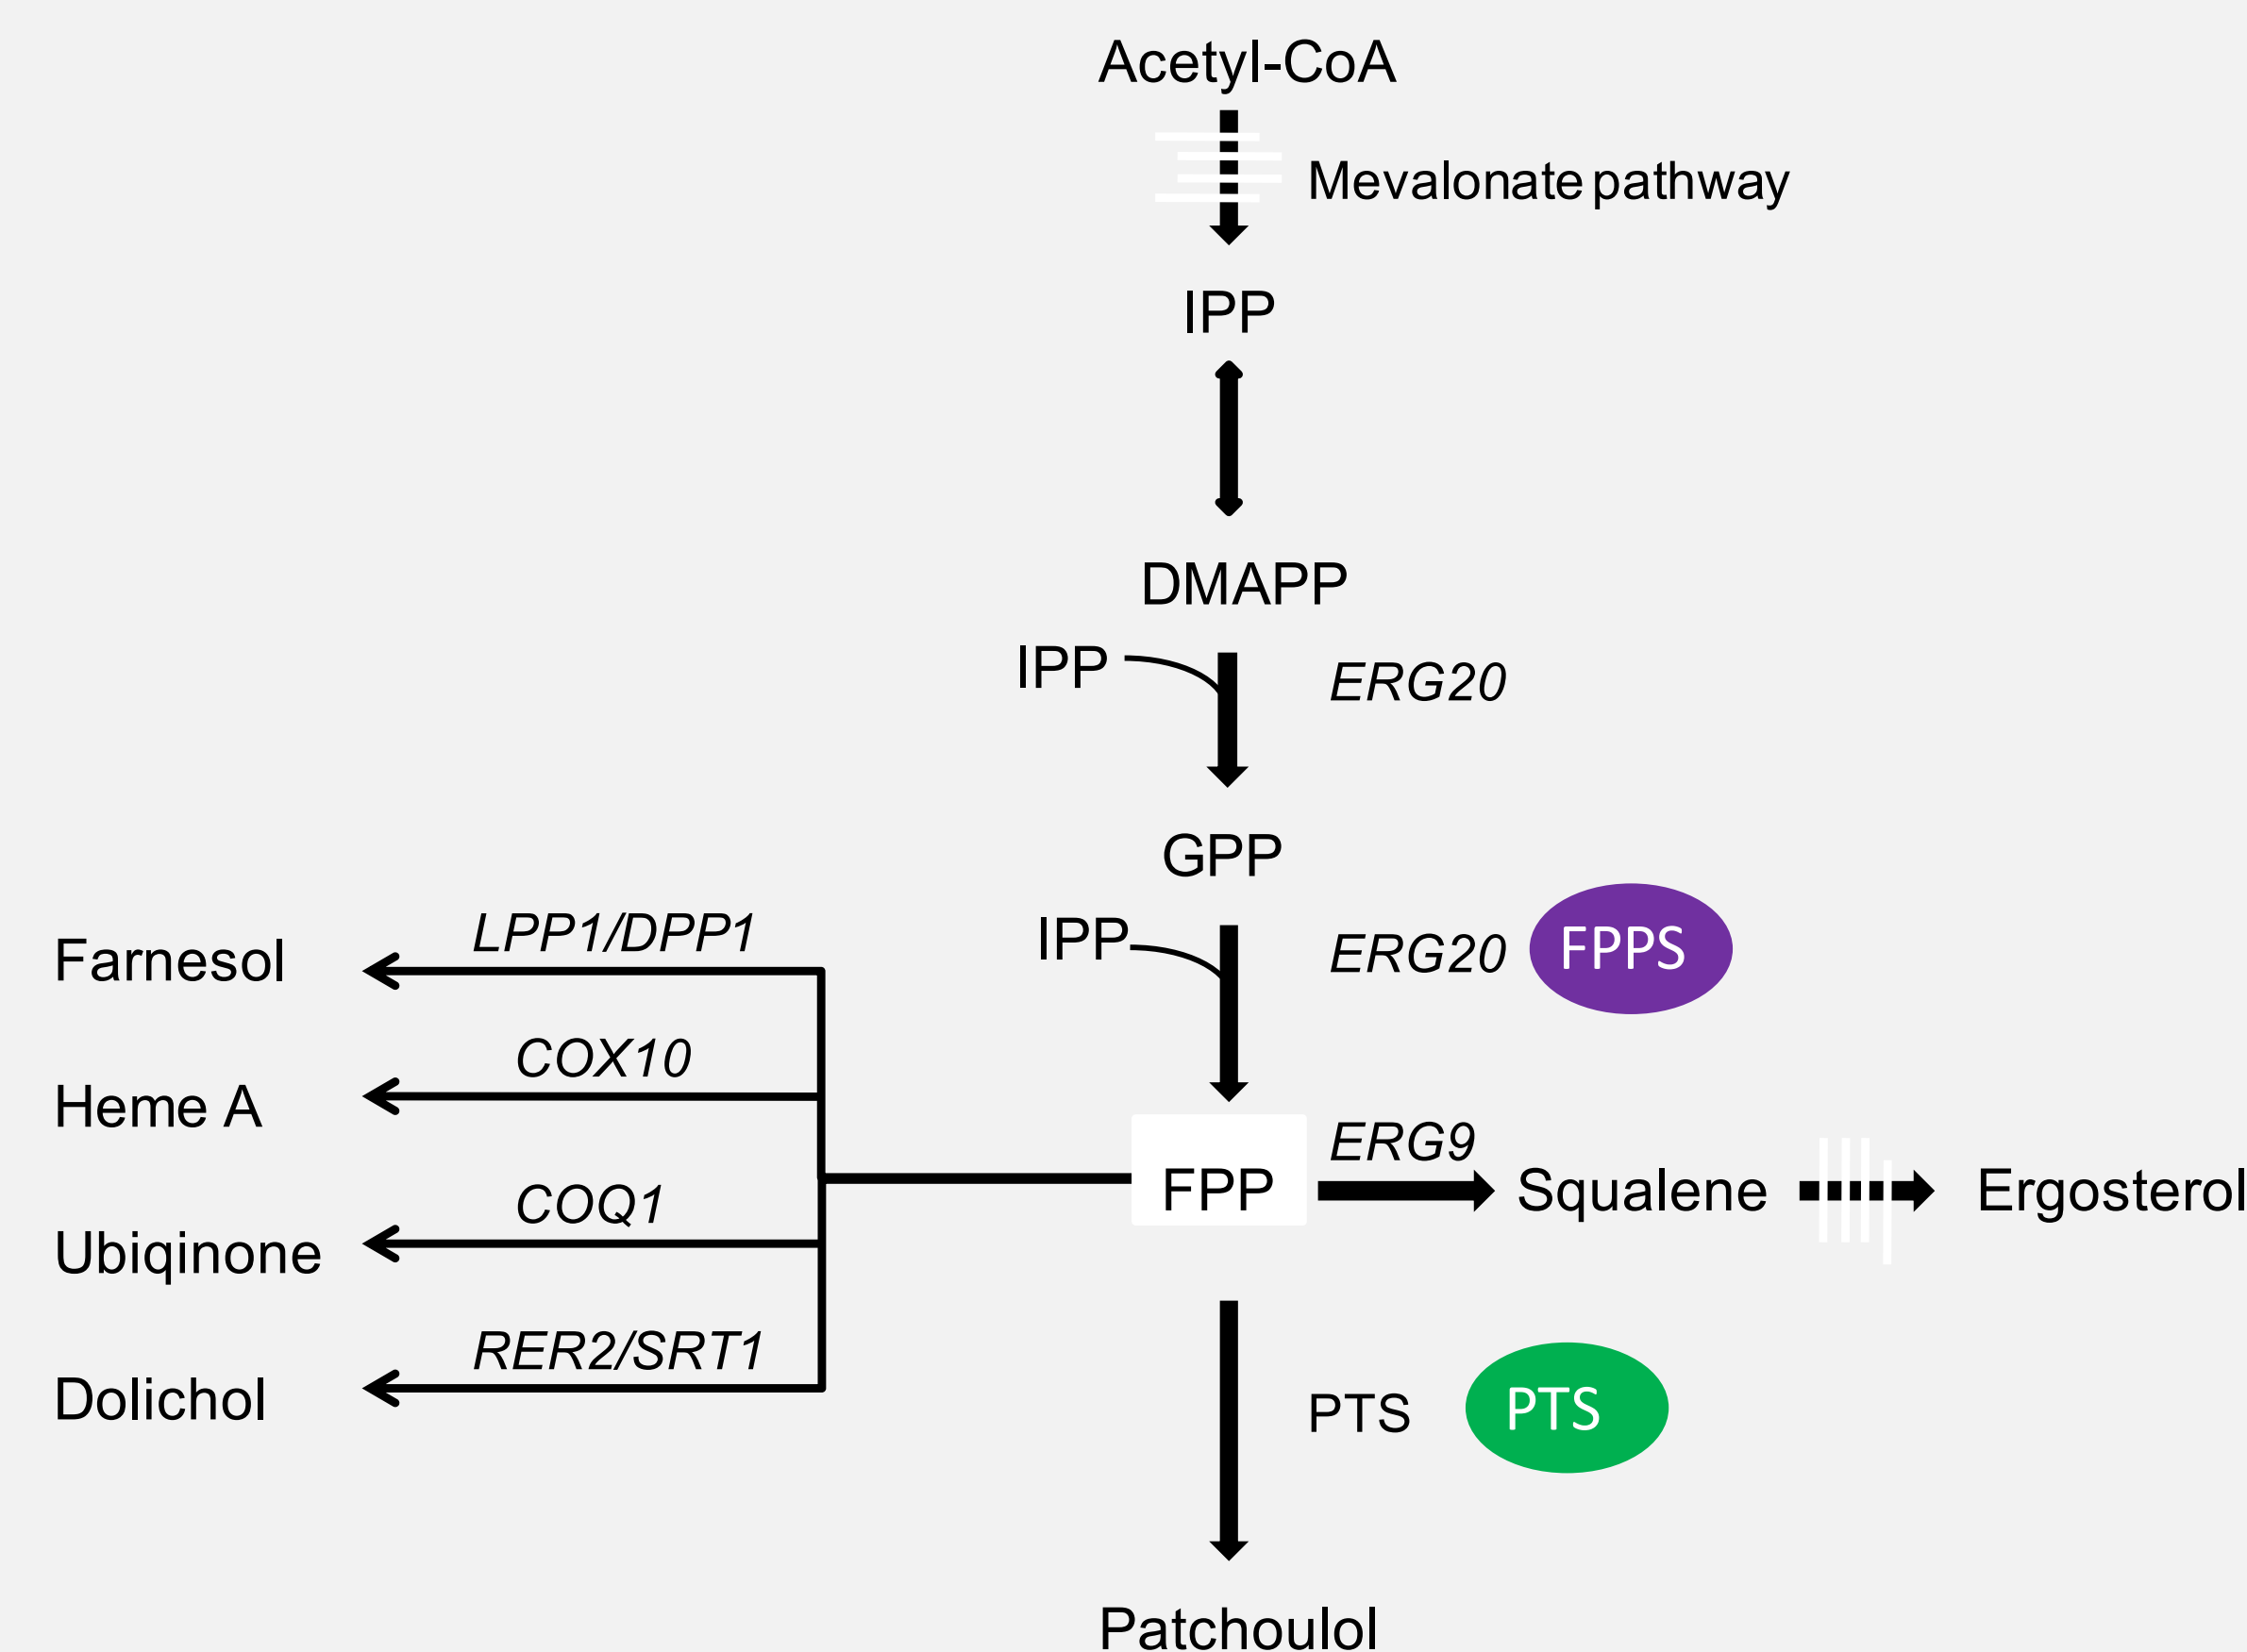 Acetyl-CoA
Mevalonate pathway
IPP
DMAPP
IPP
ERG20
GPP
IPP
ERG20
FPPS
LPP1/DPP1
Farnesol
COX10
Heme A
COQ1
Ubiqinone
RER2/SRT1
Dolichol
FPP
ERG9
Squalene
Ergosterol
PTS
PTS
Patchoulol